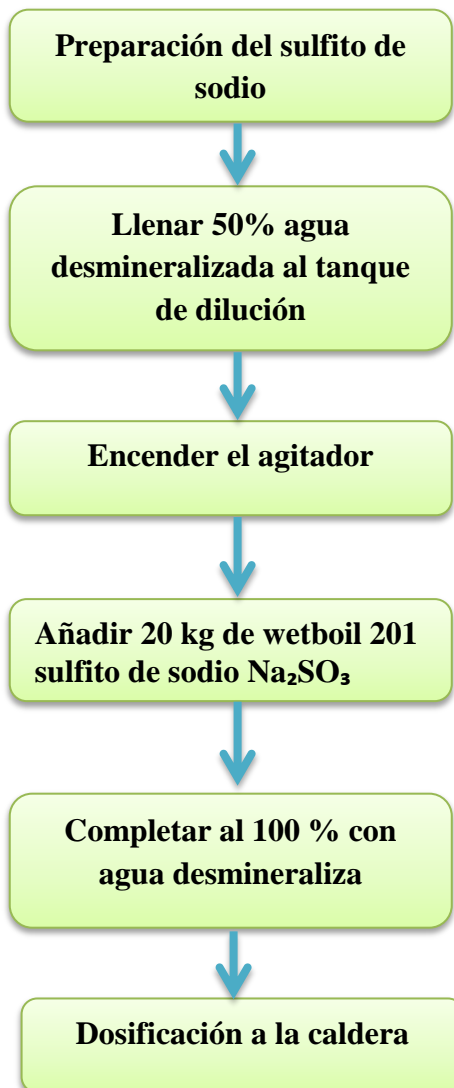 Preparación del sulfito de
sodio
Llenar 50% agua
desmineralizada al tanque
de dilución
Encender el agitador
Añadir 20 kg de wetboil 201
sulfito de sodio Na₂SO₃
Completar al 100 % con
agua desmineraliza
Dosificación a la caldera